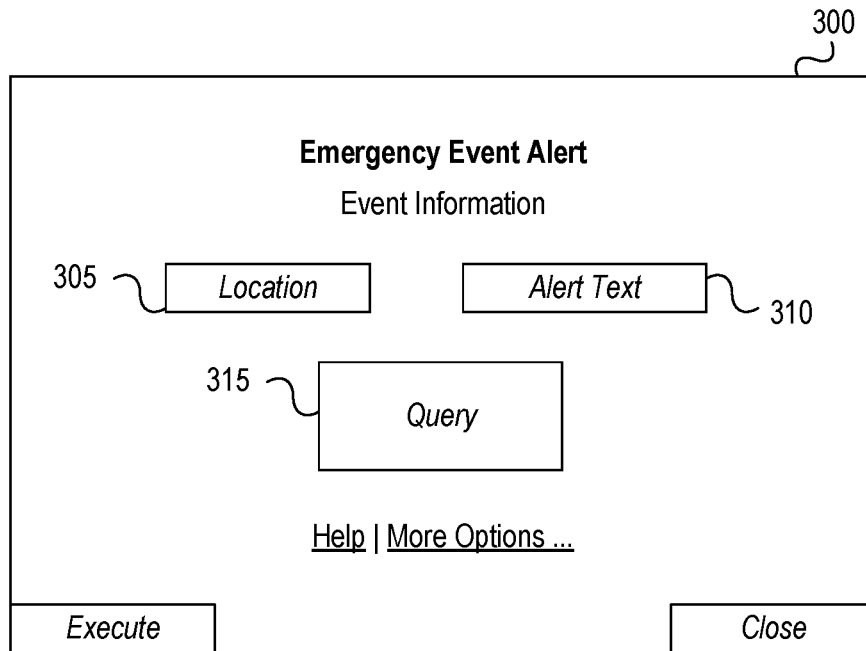 300
Emergency Event Alert
Event Information
305 Location Alert Text 310
315 Query
Help | More Options ...
Execute Close